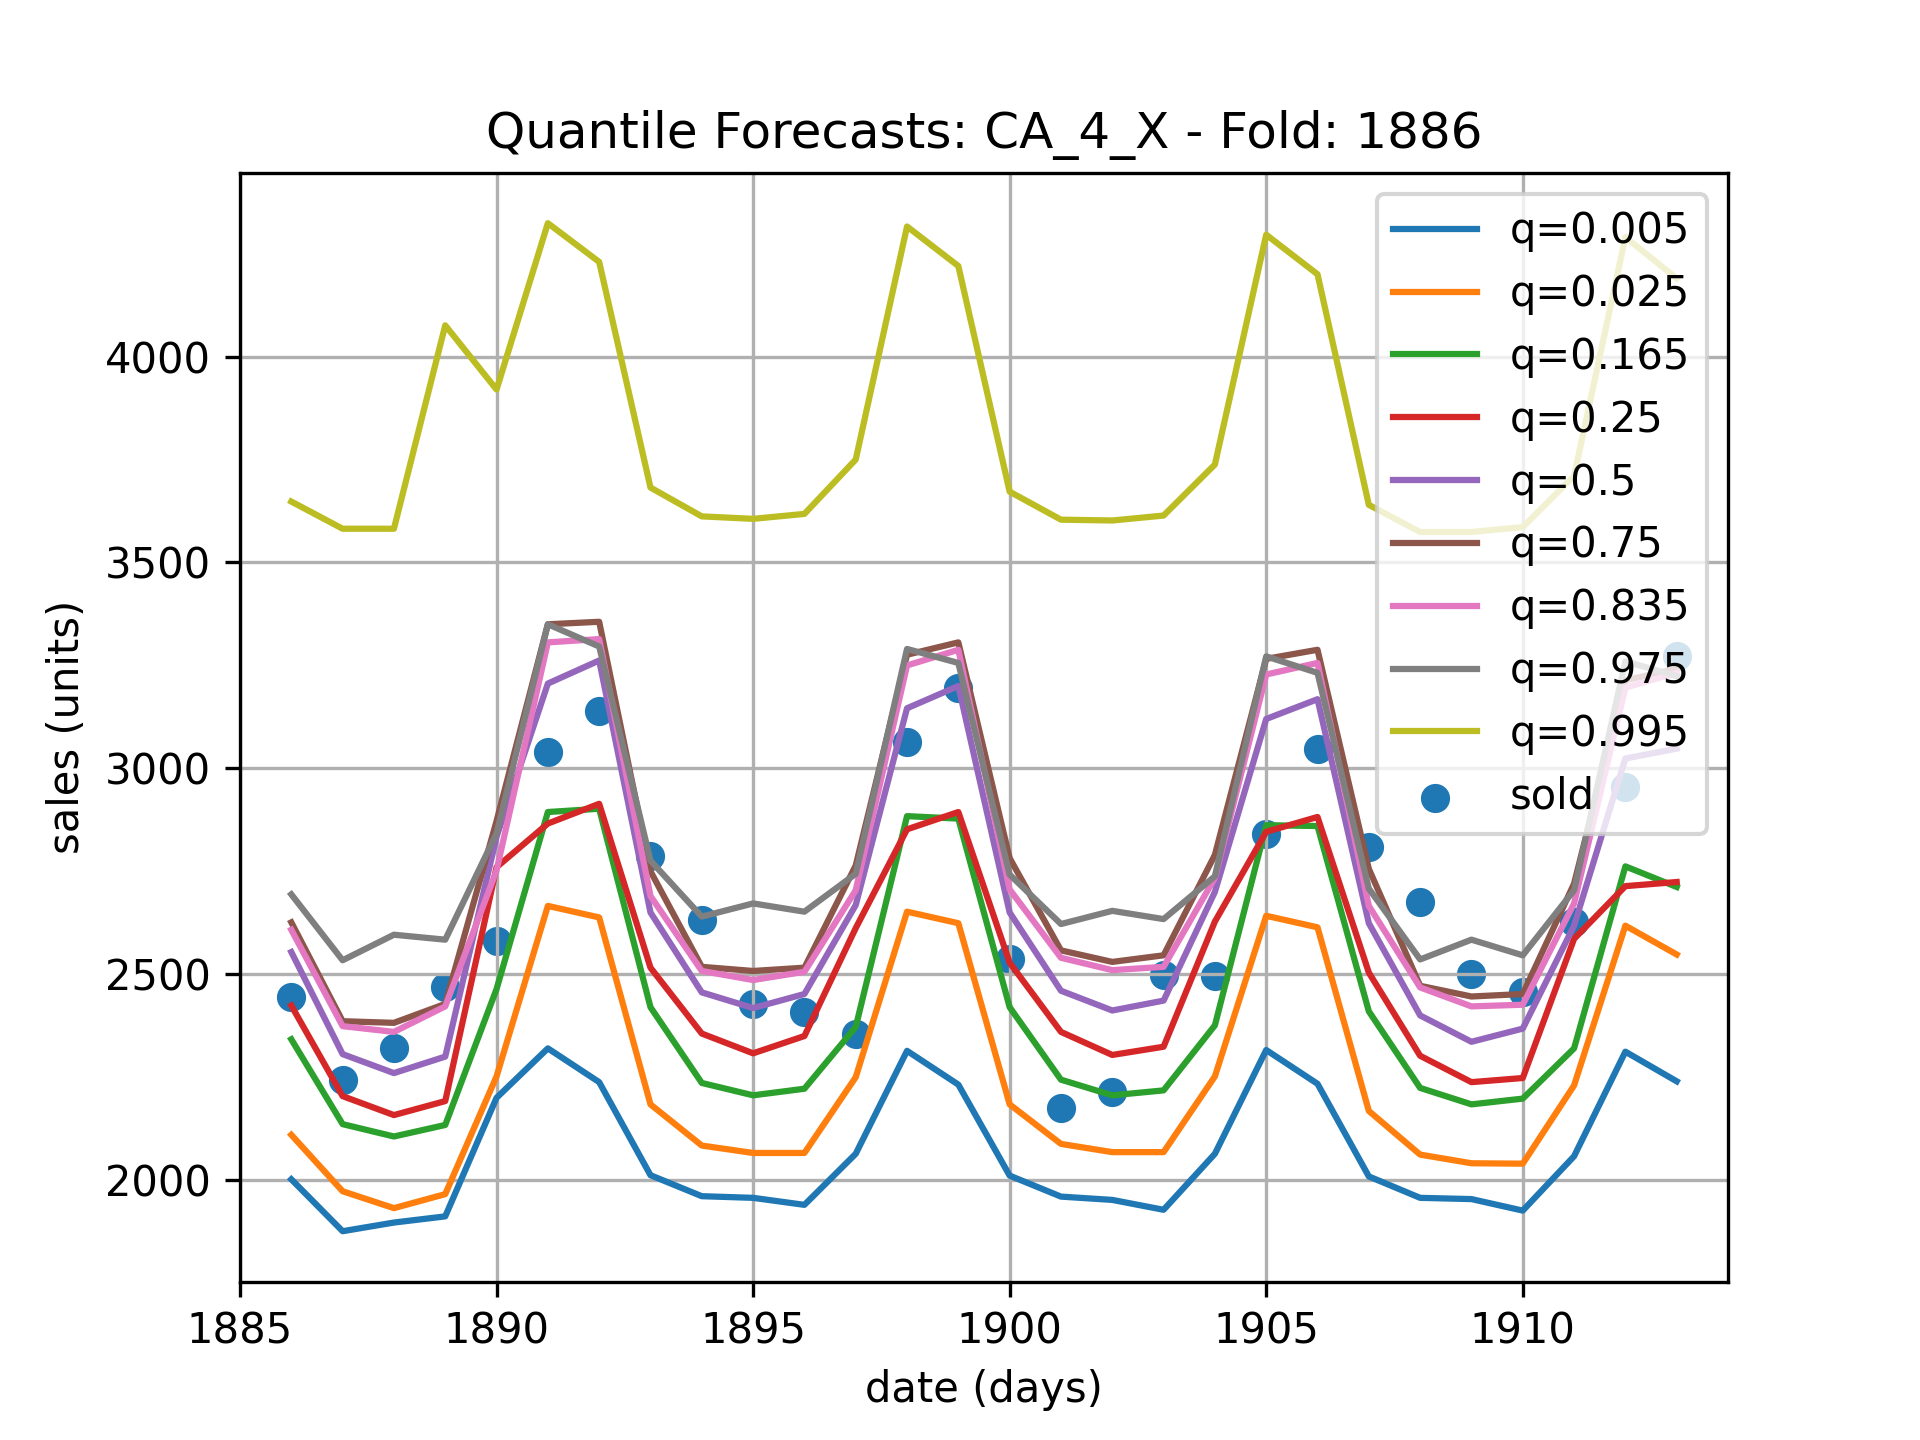 Quantile Forecasts: CA_4_X - Fold: 1886
q=0.005
q=0.025
q=0.165
q=0.25
q=0.5
q=0.75
q=0.835
q=0.975
q=0.995
sold
4000
3500
3000
2500
2000
sales (units)
1885 1890 1895 1900 1905 1910
date (days)